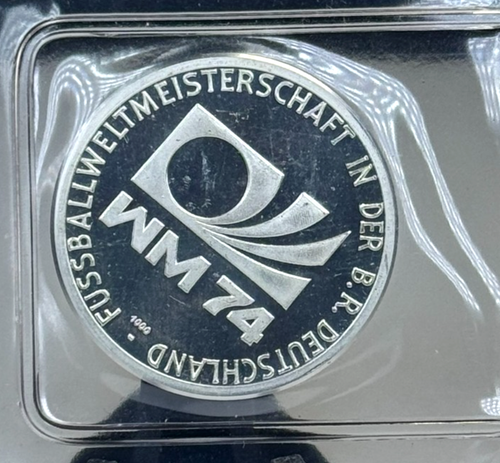 FUSSBALLWELTMEISTERSCHAFT IN DER B.R. DEUTSCHLAND -
WM 74
1000